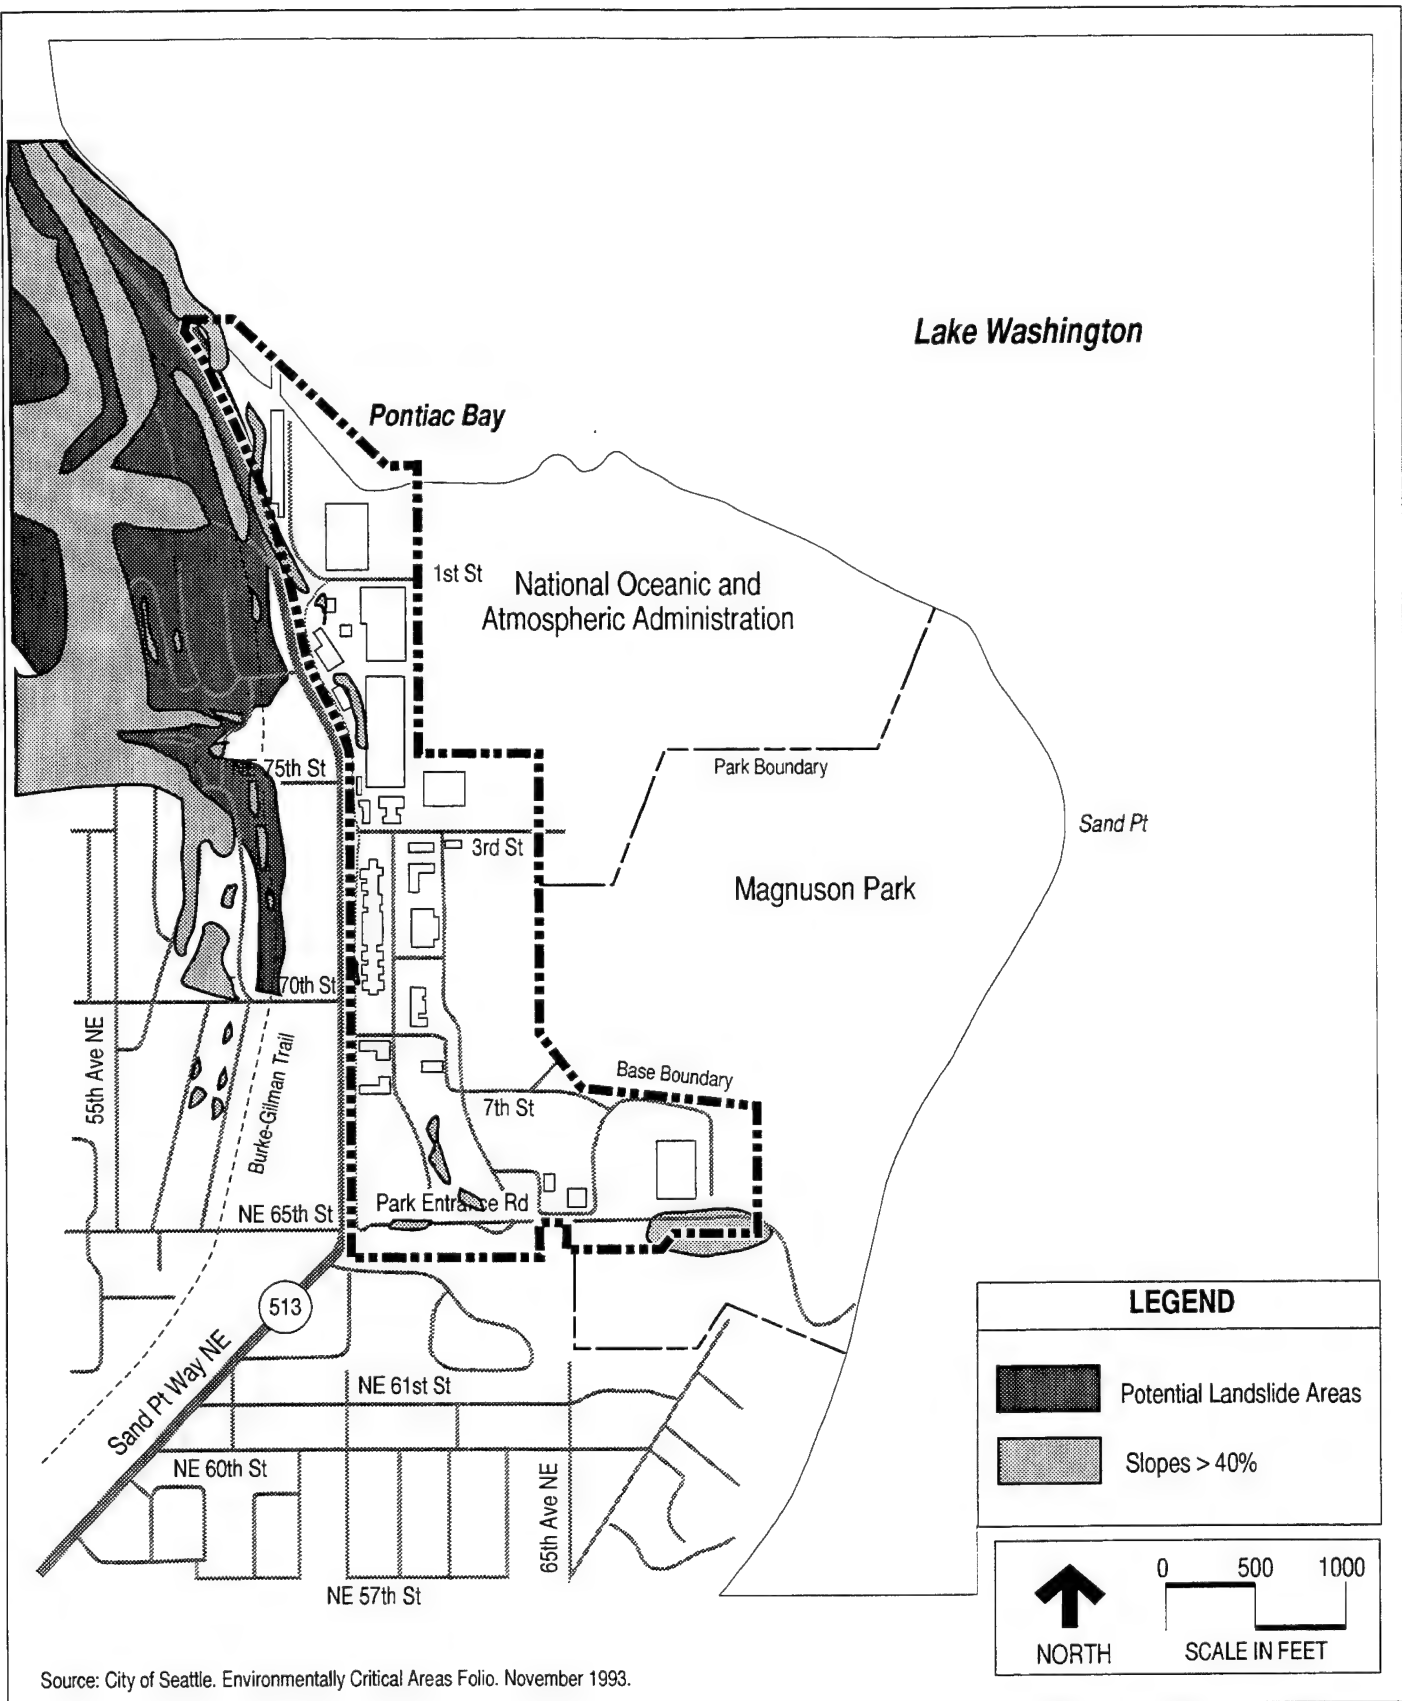 Lake Washington
Pontiac Bay
1st St
National Oceanic and
Atmospheric Administration
Park Boundary
NE 75th St
Sand Pt
3rd St
Magnuson Park
70th St
55th Ave NE
Burke-Gilman Trail
Base Boundary
7th St
Park Entrance Rd
NE 65th St
513
Sand Pt Way NE
NE 61st St
NE 60th St
65th Ave NE
NE 57th St
LEGEND
Potential Landslide Areas
Slopes > 40%
0 500 1000
NORTH
SCALE IN FEET
Source: City of Seattle. Environmentally Critical Areas Folio. November 1993.